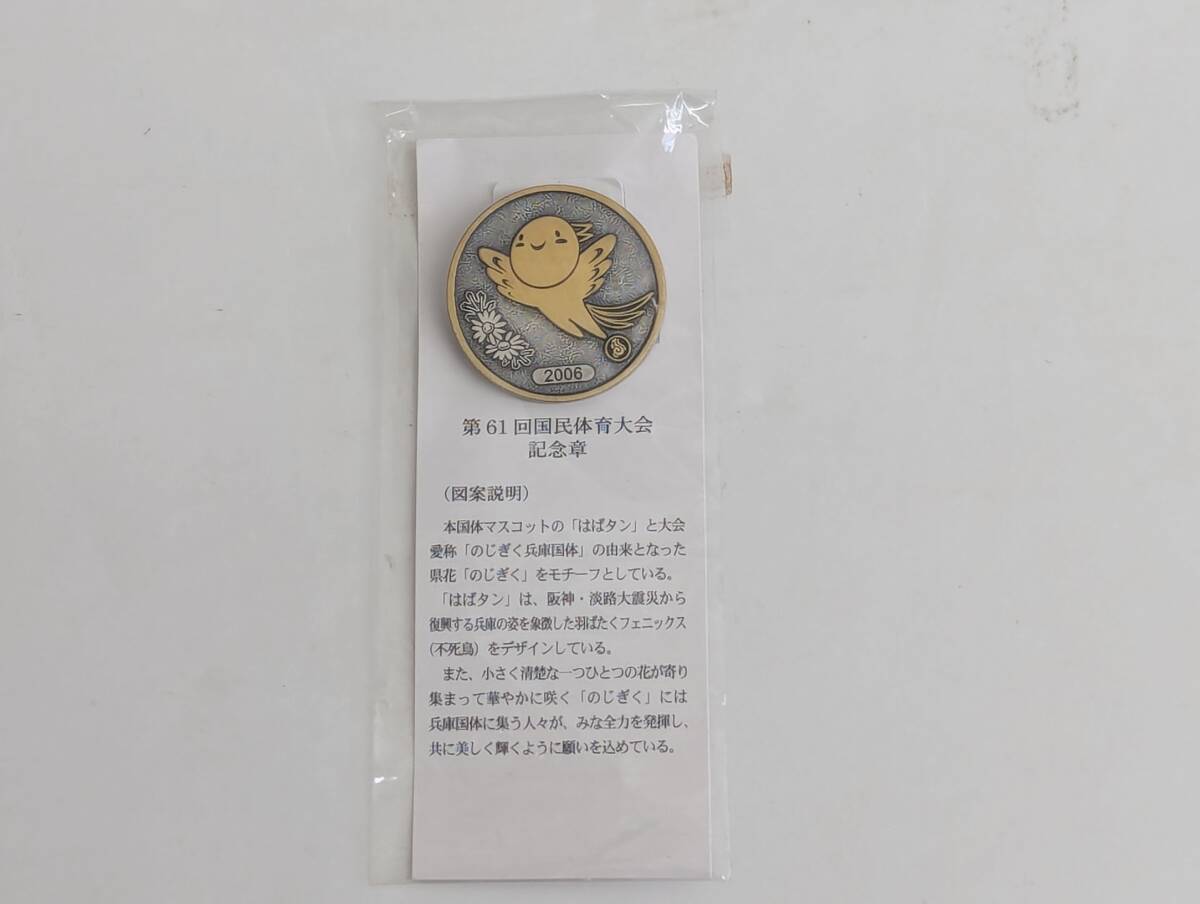 2006
第61回国民体育大会
記念章
(図案説明)
本国体マスコットの「はばタン」と大会
愛称「のじぎく兵庫国体」の由来となった
県花「のじぎく」をモチーフとしている。
「はばタン」は、阪神・淡路大震災から
復興する兵庫の姿を象徴した羽ばたくフェニックス
(不死鳥)をデザインしている。
また、小さく清楚な一つひとつの花が寄り
集まって華やかに咲く「のじぎく」には
兵庫国体に集う人々が、みな全力を発揮し、
共に美しく輝くように願いを込めている。